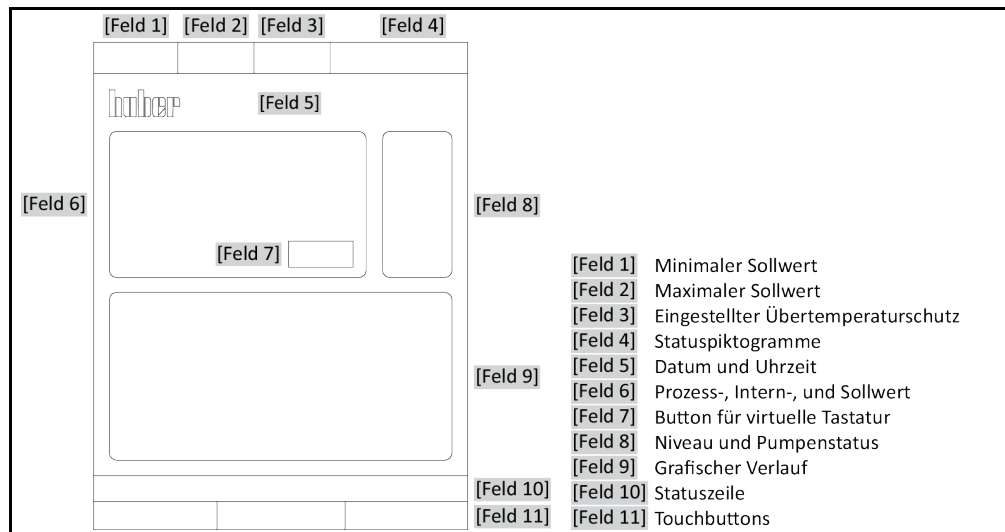 [Feld 1] [Feld 2] [Feld 3] [Feld 4]
huber [Feld 5]
[Feld 6] [Feld 8]
[Feld 7]
[Feld 9]
[Feld 10]
[Feld 11]
[Feld 1] Minimaler Sollwert
[Feld 2] Maximaler Sollwert
[Feld 3] Eingestellter Übertemperaturschutz
[Feld 4] Statuspiktogramme
[Feld 5] Datum und Uhrzeit
[Feld 6] Prozess-, Intern-, und Sollwert
[Feld 7] Button für virtuelle Tastatur
[Feld 8] Niveau und Pumpenstatus
[Feld 9] Grafischer Verlauf
[Feld 10] Statuszeile
[Feld 11] Touchbuttons